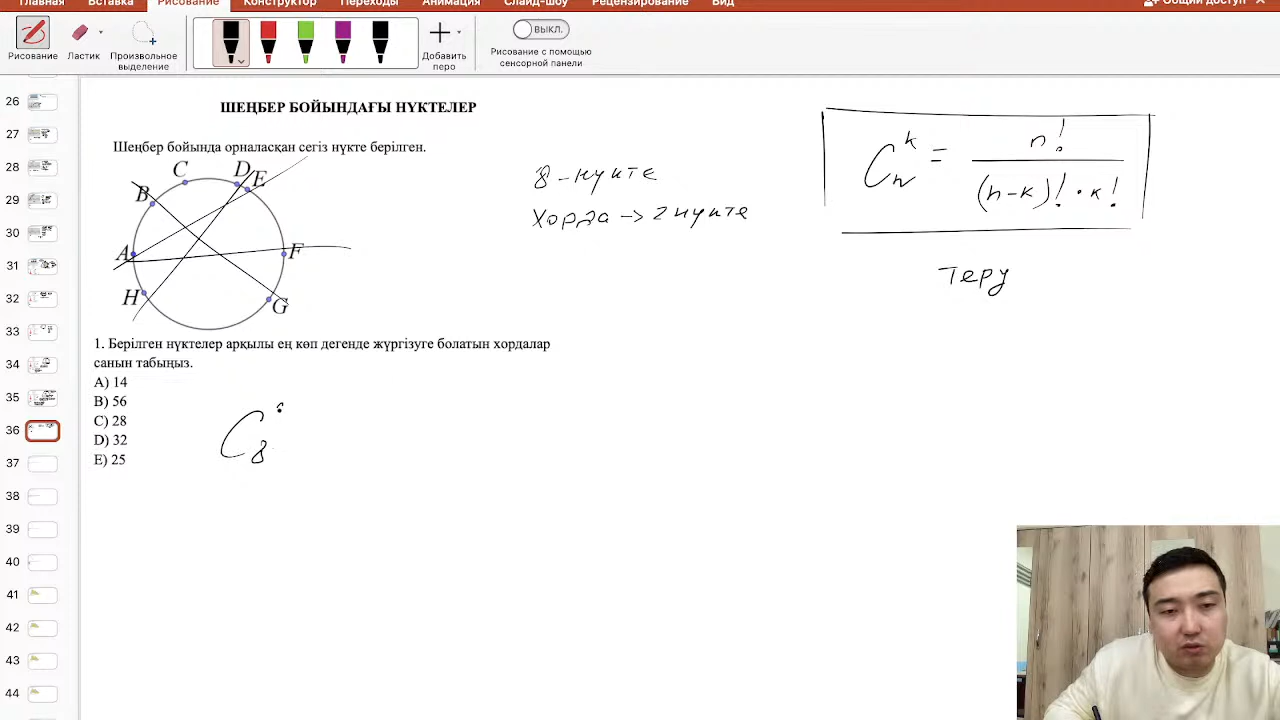 Главная Вставка Рисование Конструктор Переходы Анимация Слайд-шоу Рецензирование Вид Общий доступ
ВЫКЛ.
Рисование Ластик Произвольное выделение Добавить перо Рисование с помощью сенсорной панели
26
27
28
29
30
31
32
33
34
35
36
37
38
39
40
41
42
43
44
ШЕҢБЕР БОЙЫНДАҒЫ НҮКТЕЛЕР
Шеңбер бойында орналасқан сегіз нүкте берілген.
C D E
B
A F
H G
8 - нүкте
хорда → 2 нүкте
C_n^k = n! / (n-k)! · k!
теру
1. Берілген нүктелер арқылы ең көп дегенде жүргізуге болатын хордалар
санын табыңыз.
A) 14
B) 56
C) 28
D) 32
E) 25
C_8